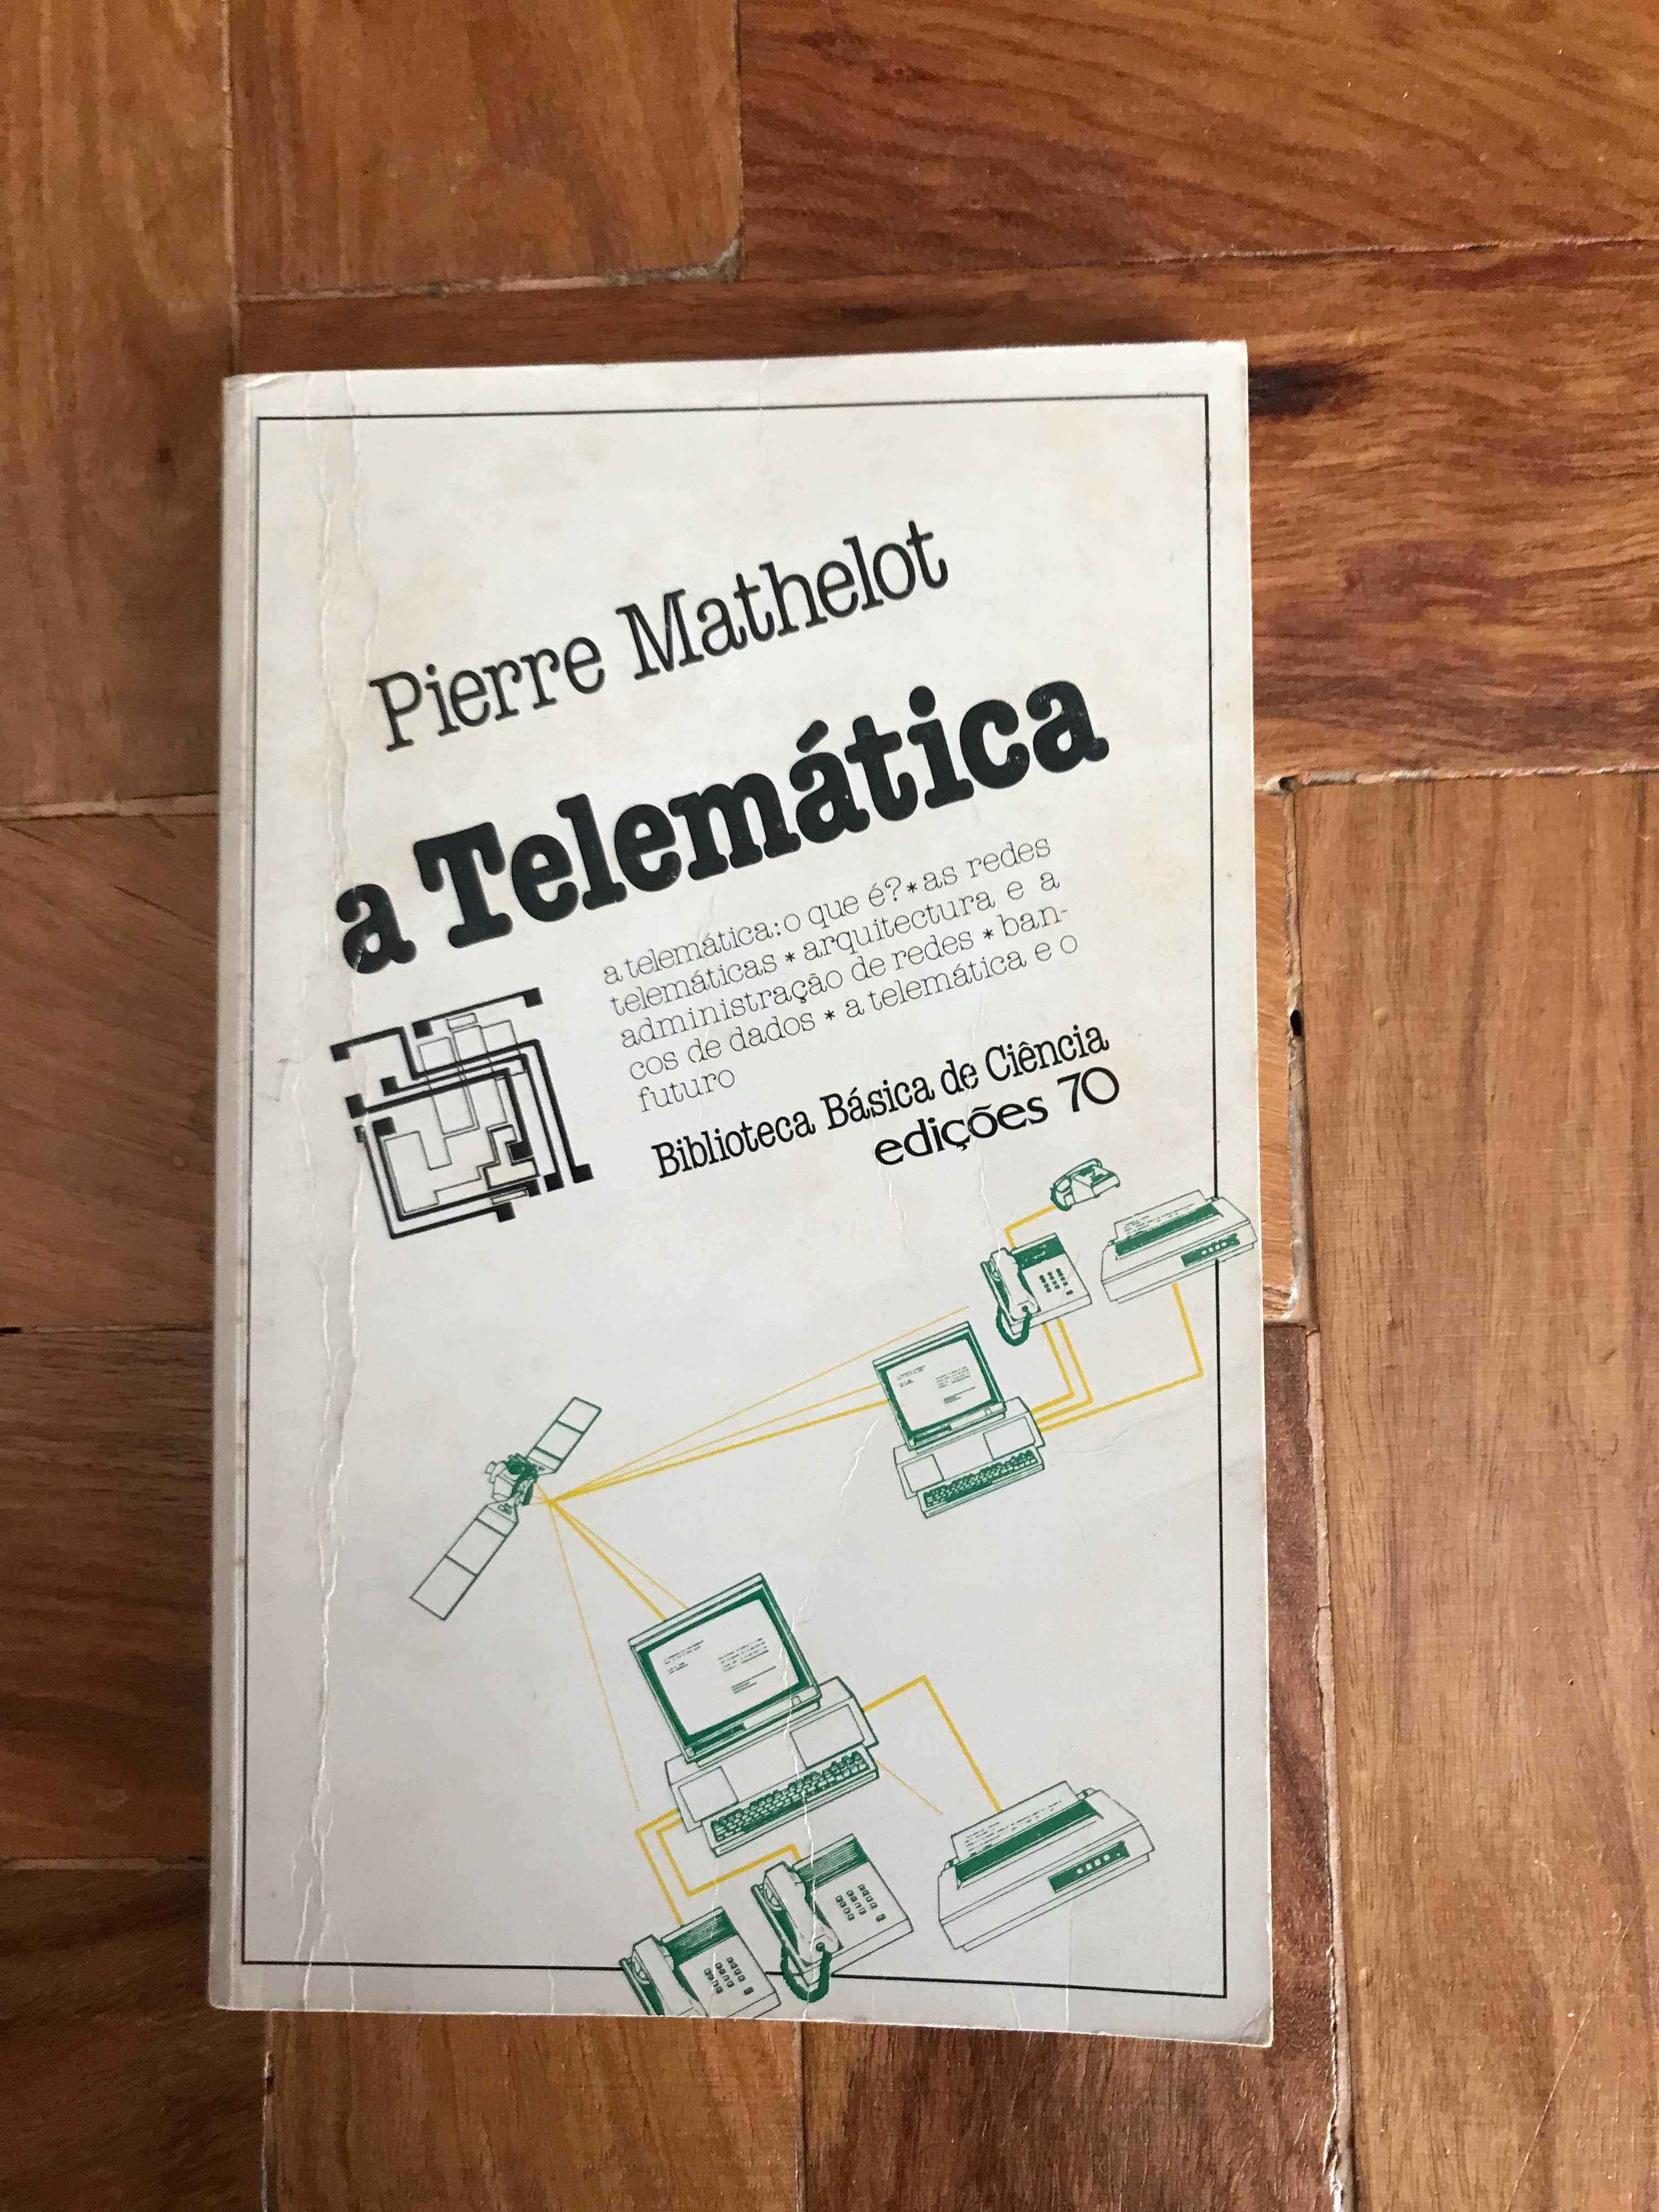 Pierre Mathelot
a Telemática
a telemática: o que é? * as redes
telemáticas * arquitectura e a
administração de redes * ban-
cos de dados * a telemática e o
futuro
Biblioteca Básica de Ciência
edições 70